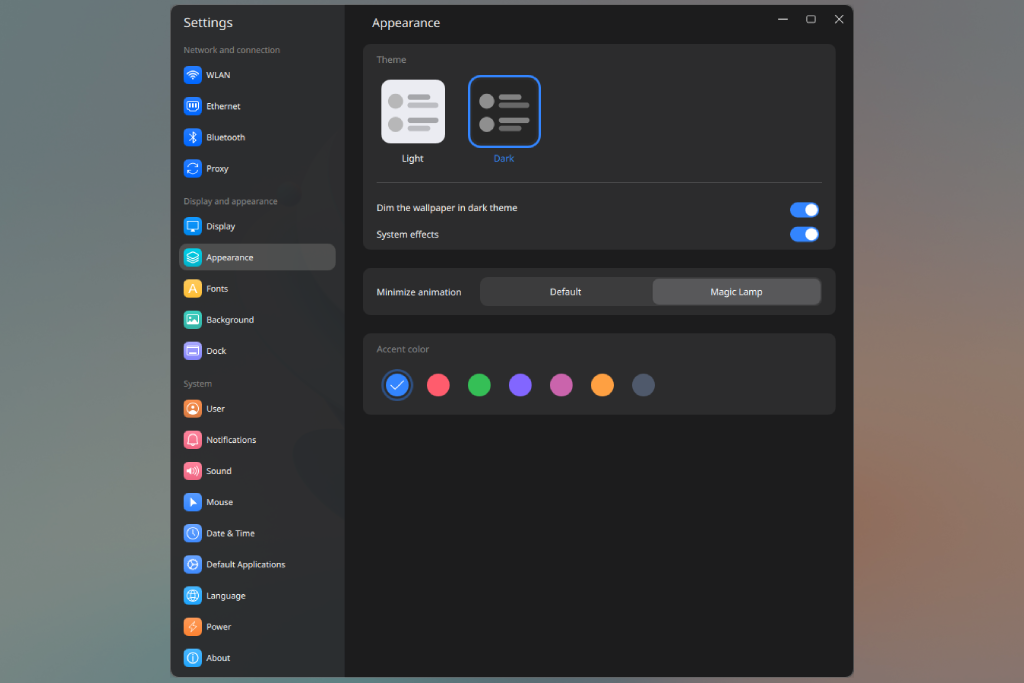 Settings
Network and connection
WLAN
Ethernet
Bluetooth
Proxy
Display and appearance
Display
Appearance
Fonts
Background
Dock
System
User
Notifications
Sound
Mouse
Date & Time
Default Applications
Language
Power
About
Appearance
Theme
Light
Dark
Dim the wallpaper in dark theme
System effects
Minimize animation
Default
Magic Lamp
Accent color